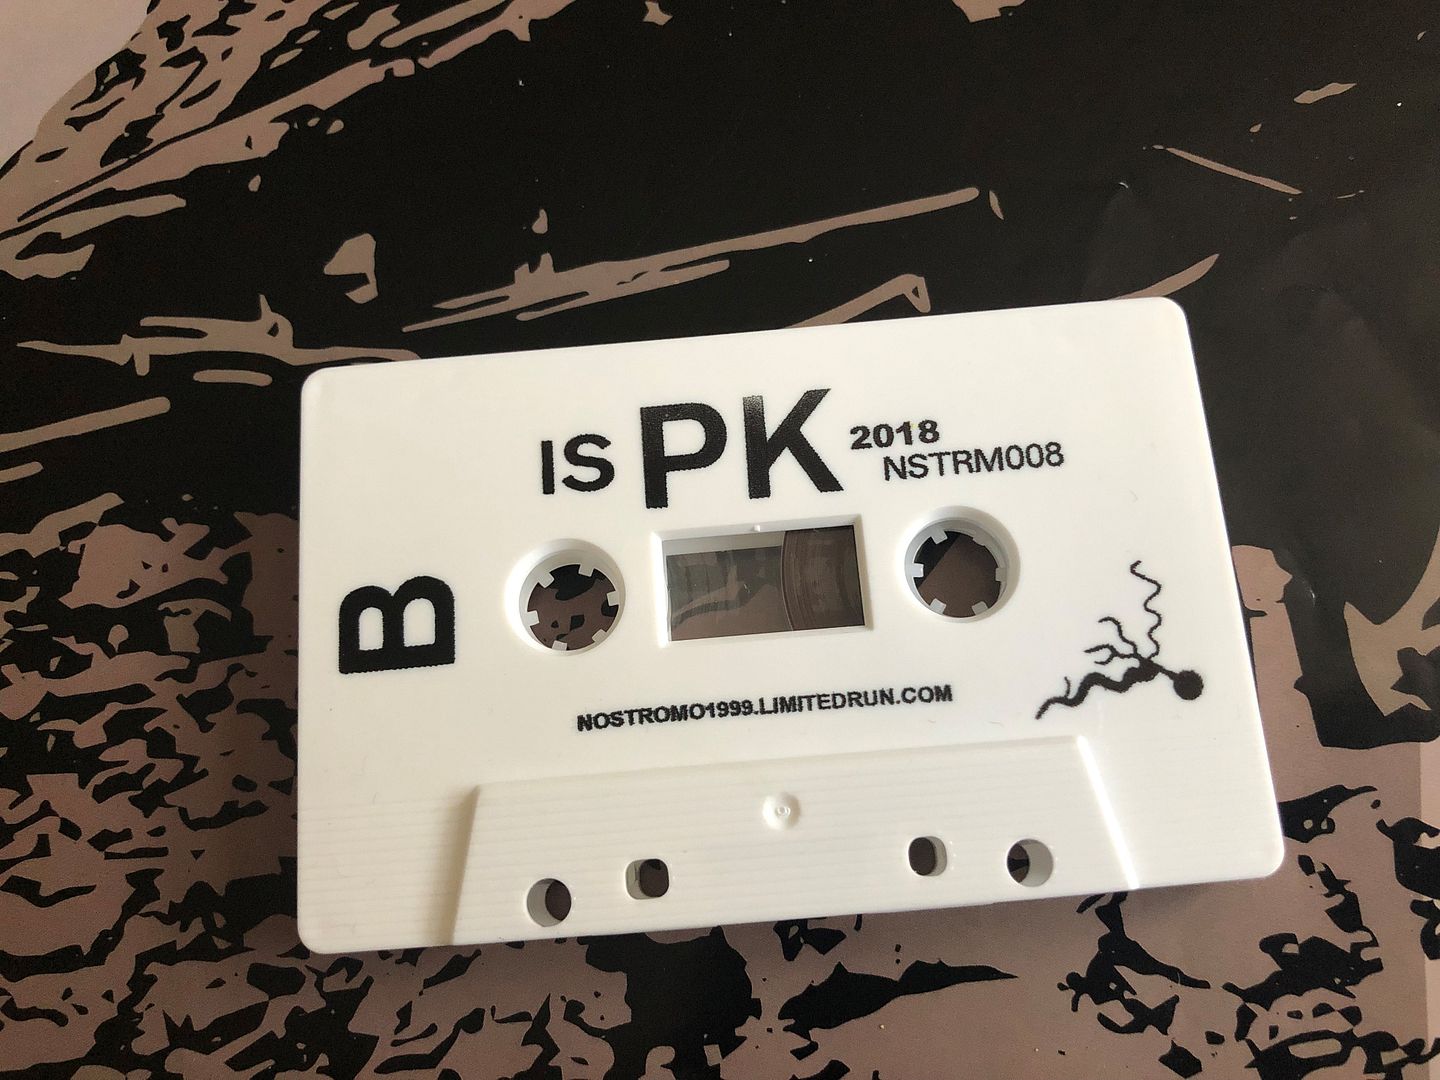 IS PK 2018
NSTRM008
B
NOSTROMO1999.LIMITEDRUN.COM